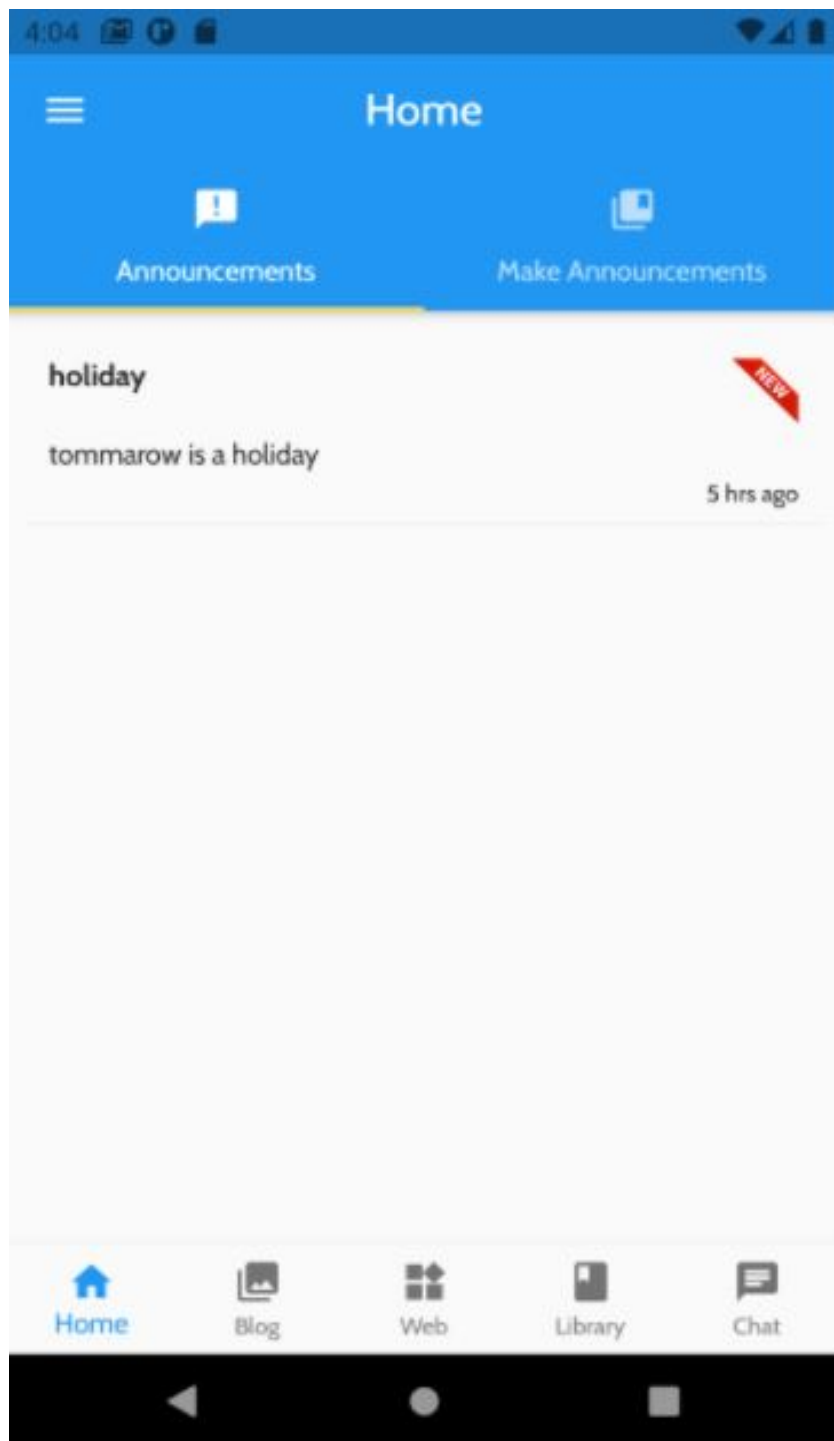 4:04
Home
Announcements
Make Announcements
holiday
NEW
tommarow is a holiday
5 hrs ago
Home
Blog
Web
Library
Chat